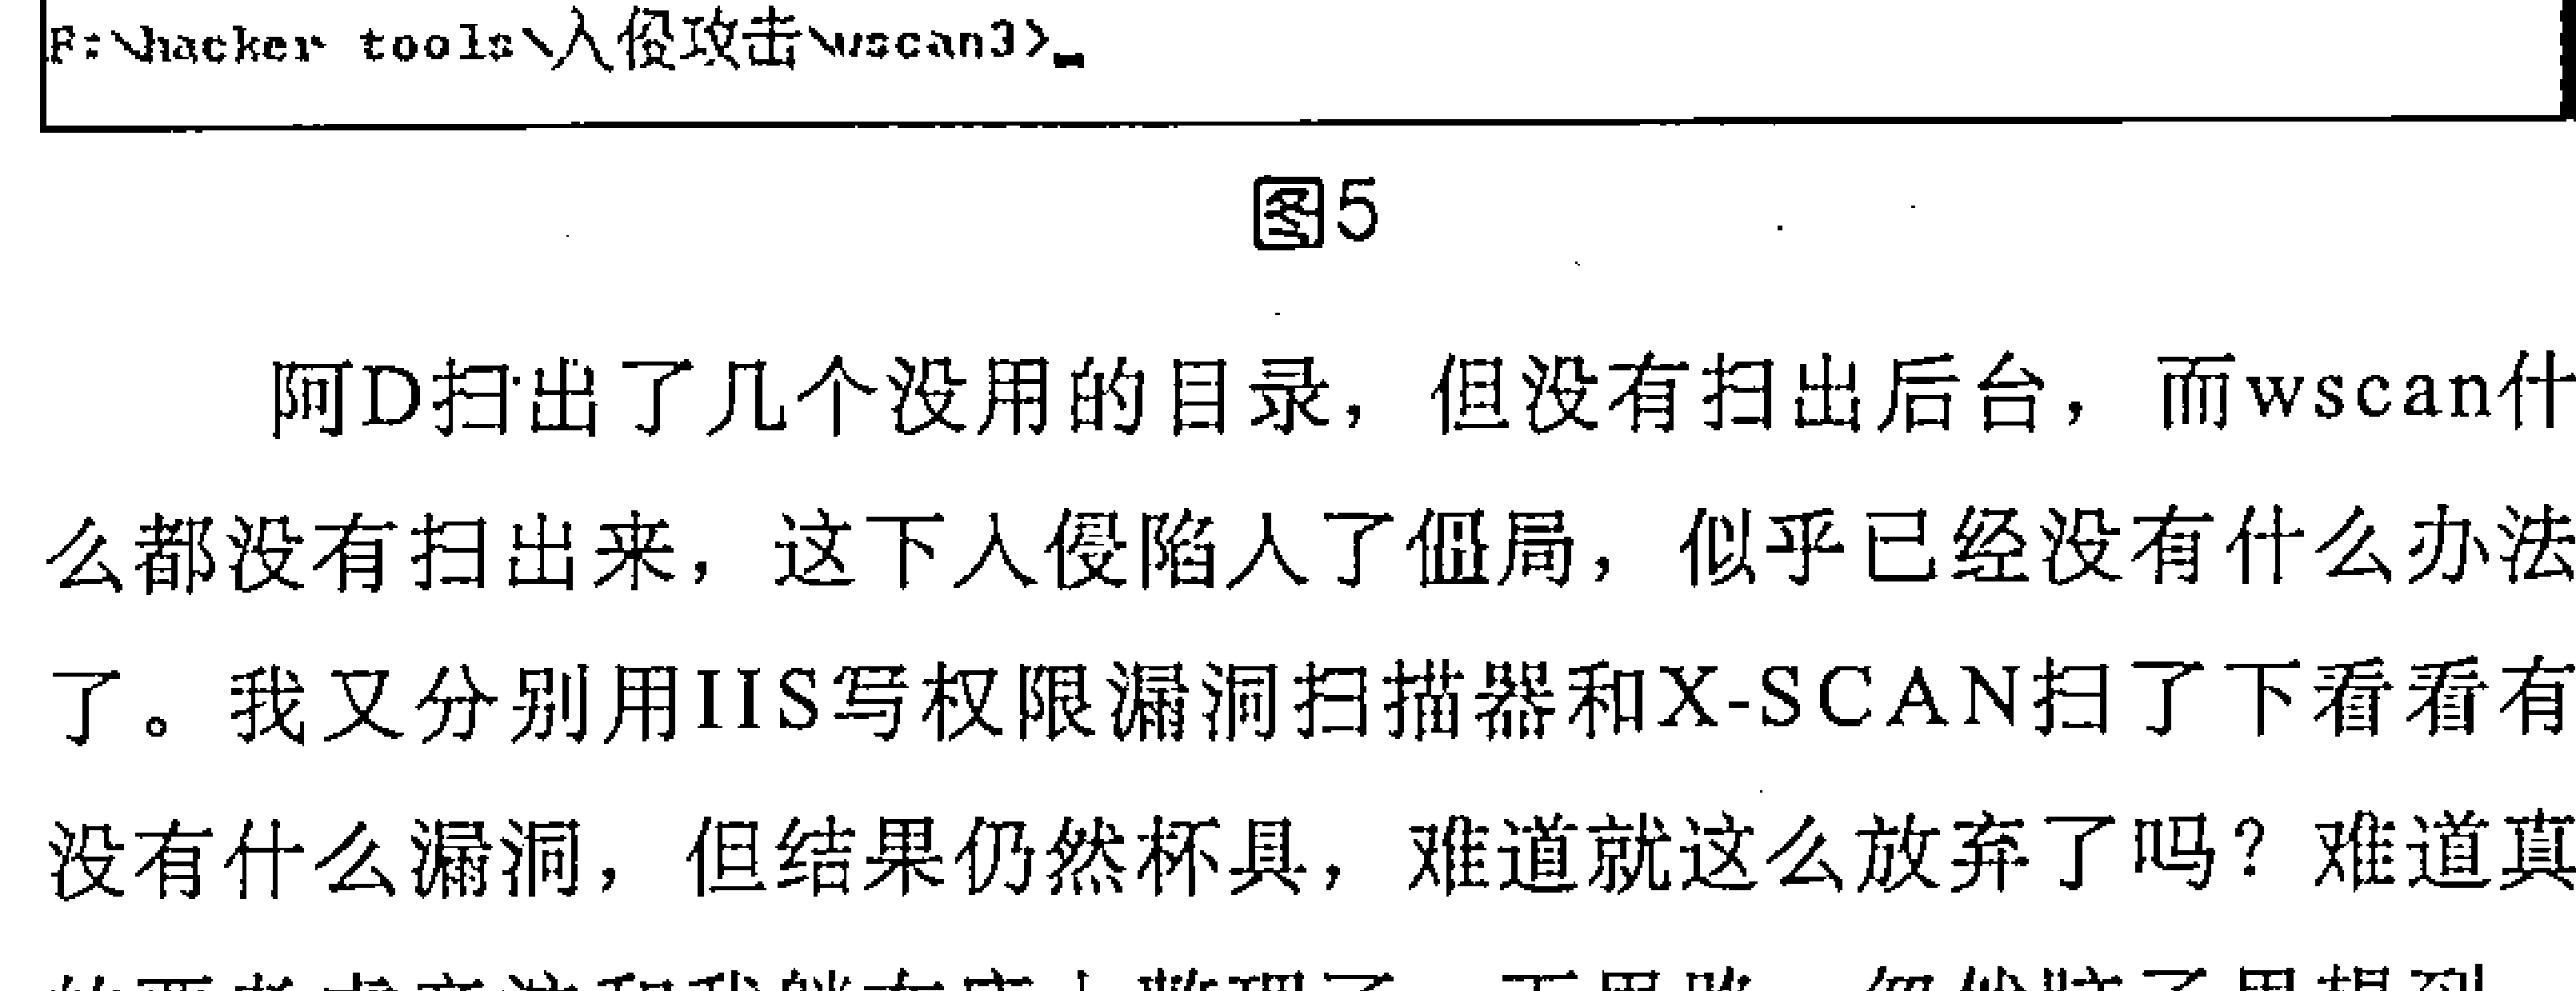 F:\hacker tools\入侵攻击\wscan3>_
图5
阿D扫出了几个没用的目录，但没有扫出后台，而wscan什
么都没有扫出来，这下入侵陷入了僵局，似乎已经没有什么办法
了。我又分别用IIS写权限漏洞扫描器和X-SCAN扫了下看看有
没有什么漏洞，但结果仍然杯具，难道就这么放弃了吗？难道真